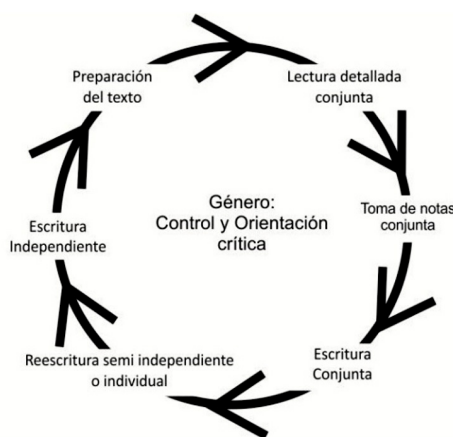 Preparación
del texto
Lectura detallada
conjunta
Toma de notas
conjunta
Escritura
Conjunta
Reescritura semi independiente
o individual
Escritura
Independiente
Género:
Control y Orientación
crítica